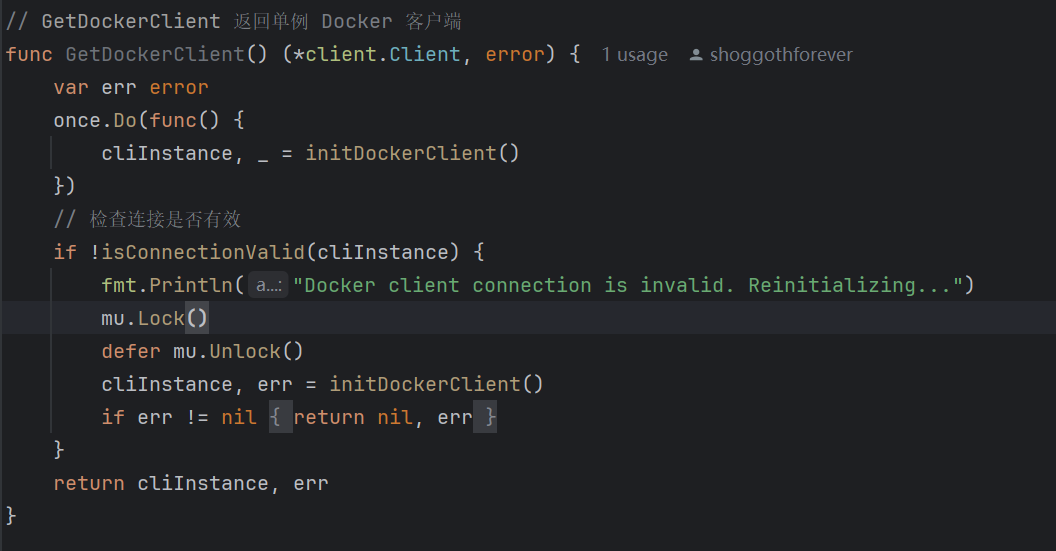 // GetDockerClient 返回单例 Docker 客户端
func GetDockerClient() (*client.Client, error) { 1 usage shoggothforever
    var err error
    once.Do(func() {
        cliInstance, _ = initDockerClient()
    })
    // 检查连接是否有效
    if !isConnectionValid(cliInstance) {
        fmt.Println( a...: "Docker client connection is invalid. Reinitializing...")
        mu.Lock()
        defer mu.Unlock()
        cliInstance, err = initDockerClient()
        if err != nil { return nil, err }
    }
    return cliInstance, err
}